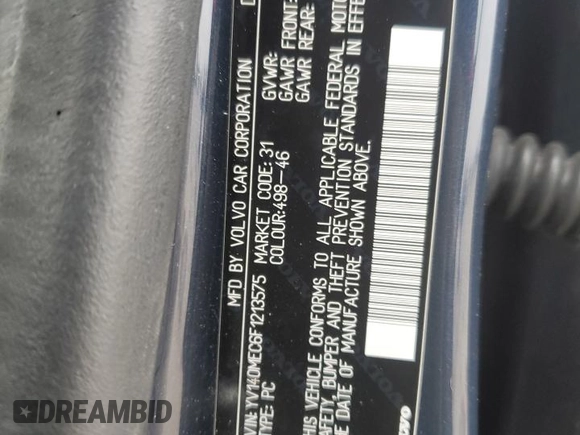 MFD BY VOLVO CAR CORPORATION
VIN: YV140MEC6F1213575 MARKET CODE: 31
TYPE: PC COLOUR:498-46
GVWR:
GAWR FRONT:
GAWR REAR:
THIS VEHICLE CONFORMS TO ALL APPLICABLE FEDERAL MOTOR
SAFETY, BUMPER AND THEFT PREVENTION STANDARDS IN EFFE
THE DATE OF MANUFACTURE SHOWN ABOVE.
VOLVO
DREAMBID